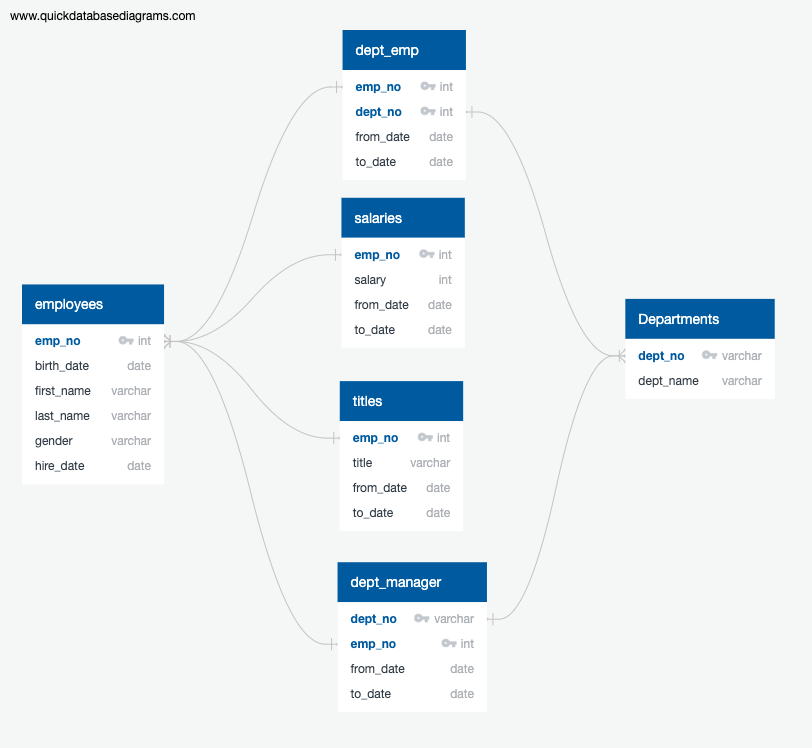 www.quickdatabasediagrams.com
dept_emp
emp_no int
dept_no int
from_date date
to_date date
salaries
emp_no int
salary int
from_date date
to_date date
employees
emp_no int
birth_date date
first_name varchar
last_name varchar
gender varchar
hire_date date
Departments
dept_no varchar
dept_name varchar
titles
emp_no int
title varchar
from_date date
to_date date
dept_manager
dept_no varchar
emp_no int
from_date date
to_date date